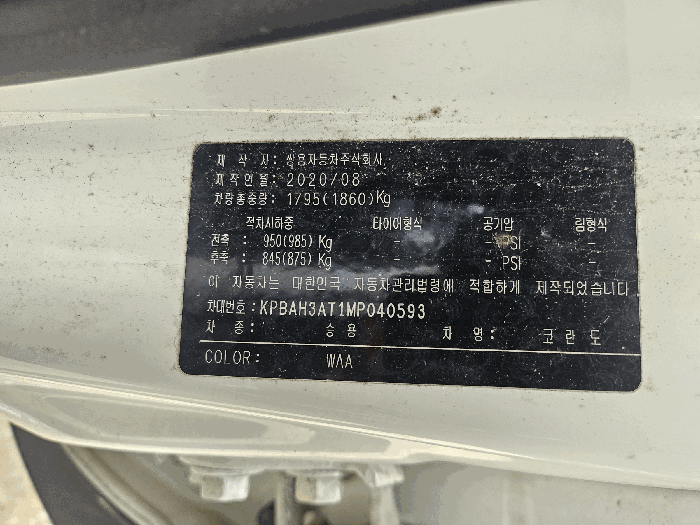 제 작 사: 쌍용자동차주식회사
제작연월: 2020/08
차량총중량: 1795(1860)Kg
적차시하중 타이어형식 공기압 림형식
전축 : 950(985) Kg – – PSI –
후축 : 845(875) Kg – – PSI –
이 자동차는 대한민국 자동차관리법령에 적합하게 제작되었습니다
차대번호: KPBAH3AT1MP040593
차 종: 승 용 차 명: 코 란 도
COLOR: WAA